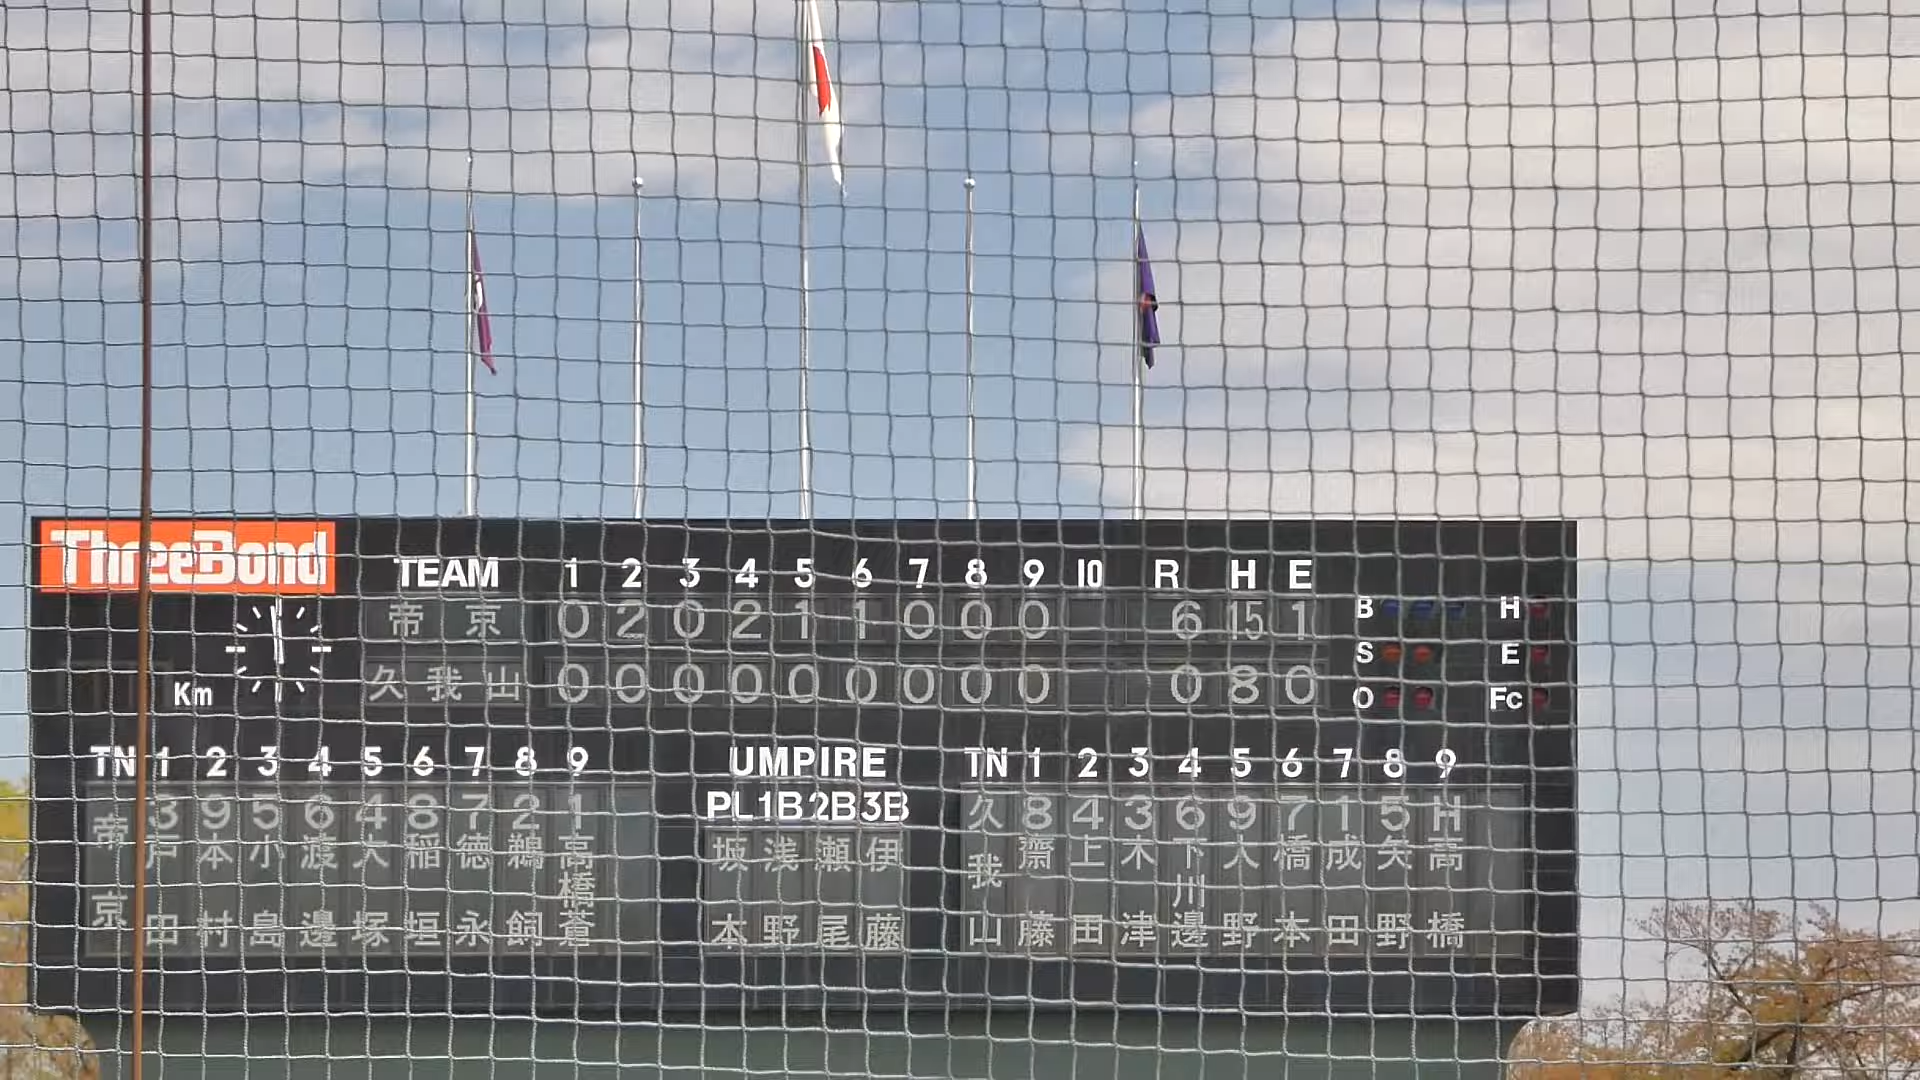 ThreeBond
TEAM 1 2 3 4 5 6 7 8 9 10 R H E
帝京 0 2 0 2 1 1 0 0 0 6 15 1
久我山 0 0 0 0 0 0 0 0 0 0 8 0
B H
S E
O Fc
Km
TN 1 2 3 4 5 6 7 8 9
帝京 3 9 5 6 4 8 7 2 1
戸田 本村 小島 渡邊 大塚 稲垣 徳永 鵜飼 高橋蒼
UMPIRE
PL 1B 2B 3B
坂本 浅野 瀬尾 伊藤
TN 1 2 3 4 5 6 7 8 9
久我山 8 4 3 6 9 7 1 5 H
齋藤 上田 木津 下川邊 人野 橋本 成田 矢野 高橋